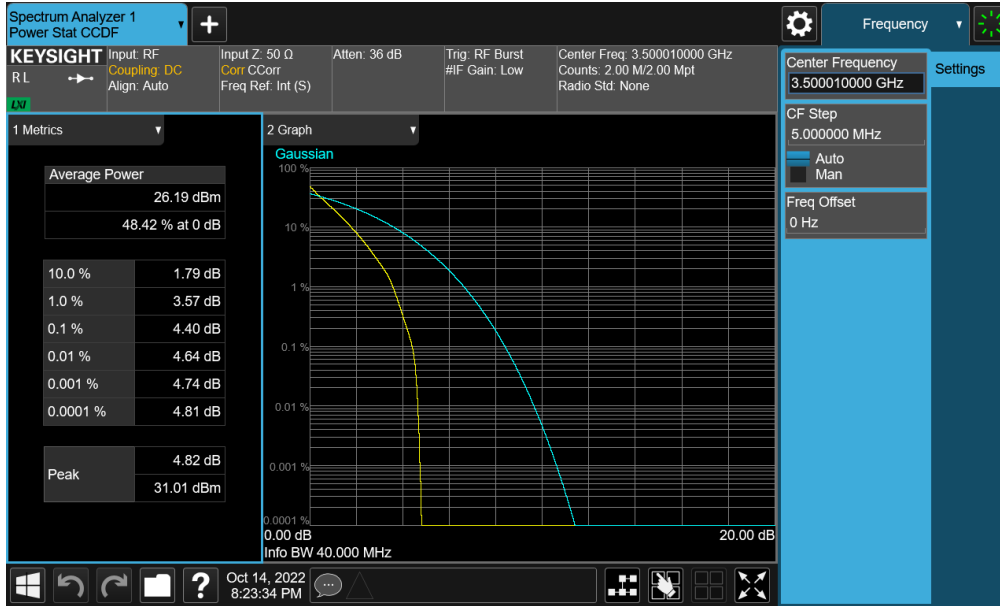 Spectrum Analyzer 1
Power Stat CCDF
+
Frequency
KEYSIGHT
R L
LXI
Input: RF
Coupling: DC
Align: Auto
Input Z: 50 Ω
Corr CCorr
Freq Ref: Int (S)
Atten: 36 dB
Trig: RF Burst
#IF Gain: Low
Center Freq: 3.500010000 GHz
Counts: 2.00 M/2.00 Mpt
Radio Std: None
Center Frequency
3.500010000 GHz
Settings
CF Step
5.000000 MHz
Auto
Man
Freq Offset
0 Hz
1 Metrics
Average Power
26.19 dBm
48.42 % at 0 dB
10.0 % 1.79 dB
1.0 % 3.57 dB
0.1 % 4.40 dB
0.01 % 4.64 dB
0.001 % 4.74 dB
0.0001 % 4.81 dB
Peak
4.82 dB
31.01 dBm
2 Graph
Gaussian
100 %
10 %
1 %
0.1 %
0.01 %
0.001 %
0.0001 %
0.00 dB 20.00 dB
Info BW 40.000 MHz
?
Oct 14, 2022
8:23:34 PM